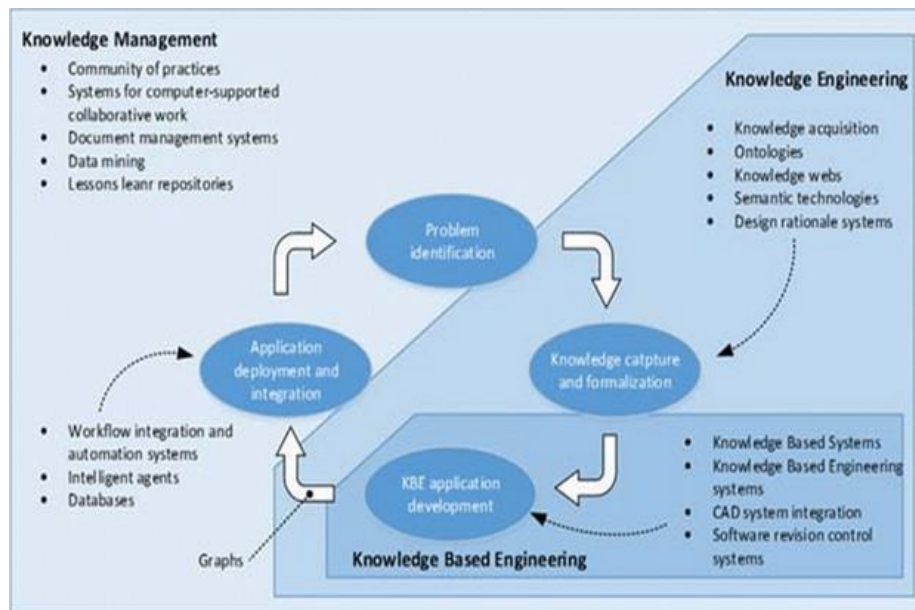 Knowledge Management
• Community of practices
• Systems for computer-supported
collaborative work
• Document management systems
• Data mining
• Lessons leanr repositories
Knowledge Engineering
• Knowledge acquisition
• Ontologies
• Knowledge webs
• Semantic technologies
• Design rationale systems
Problem
identification
Application
deployment and
integration
Knowledge catpture
and formalization
• Workflow integration and
automation systems
• Intelligent agents
• Databases
KBE application
development
• Knowledge Based Systems
• Knowledge Based Engineering
systems
• CAD system integration
• Software revision control
systems
Graphs
Knowledge Based Engineering